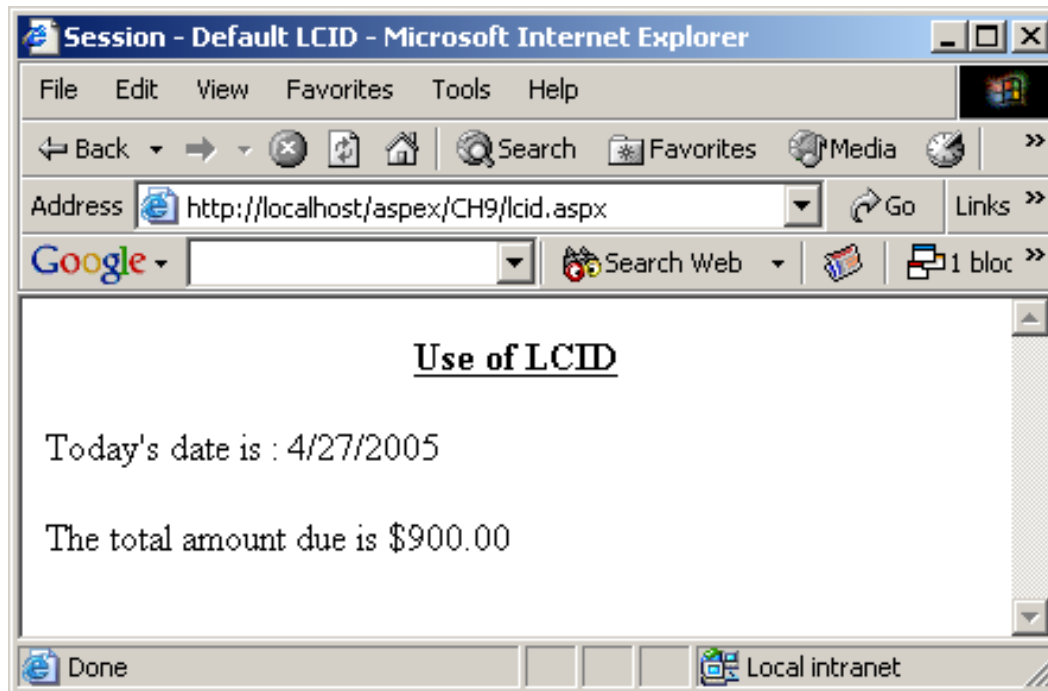 Session - Default LCID - Microsoft Internet Explorer
File Edit View Favorites Tools Help
Back Search Favorites Media »
Address http://localhost/aspex/CH9/lcid.aspx Go Links »
Google Search Web 1 bloc »
Use of LCID
Today's date is : 4/27/2005
The total amount due is $900.00
Done Local intranet